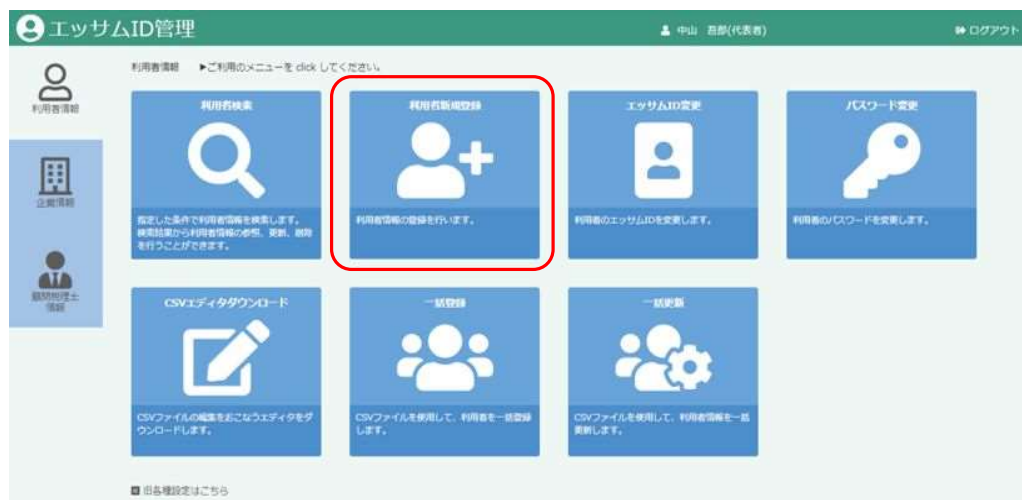 エッサムID管理
中山 吾郎(代表者)
ログアウト
利用者情報 ▶ご利用のメニューを click してください。
利用者情報
企業情報
顧問税理士
情報
利用者検索
指定した条件で利用者情報を検索します。
検索結果から利用者情報の参照、更新、削除
を行うことができます。
利用者新規登録
利用者情報の登録を行います。
エッサムID変更
利用者のエッサムIDを変更します。
パスワード変更
利用者のパスワードを変更します。
CSVエディタダウンロード
CSVファイルの編集をおこなうエディタをダ
ウンロードします。
一括登録
CSVファイルを使用して、利用者を一括登録
します。
一括更新
CSVファイルを使用して、利用者情報を一括
更新します。
旧各種設定はこちら